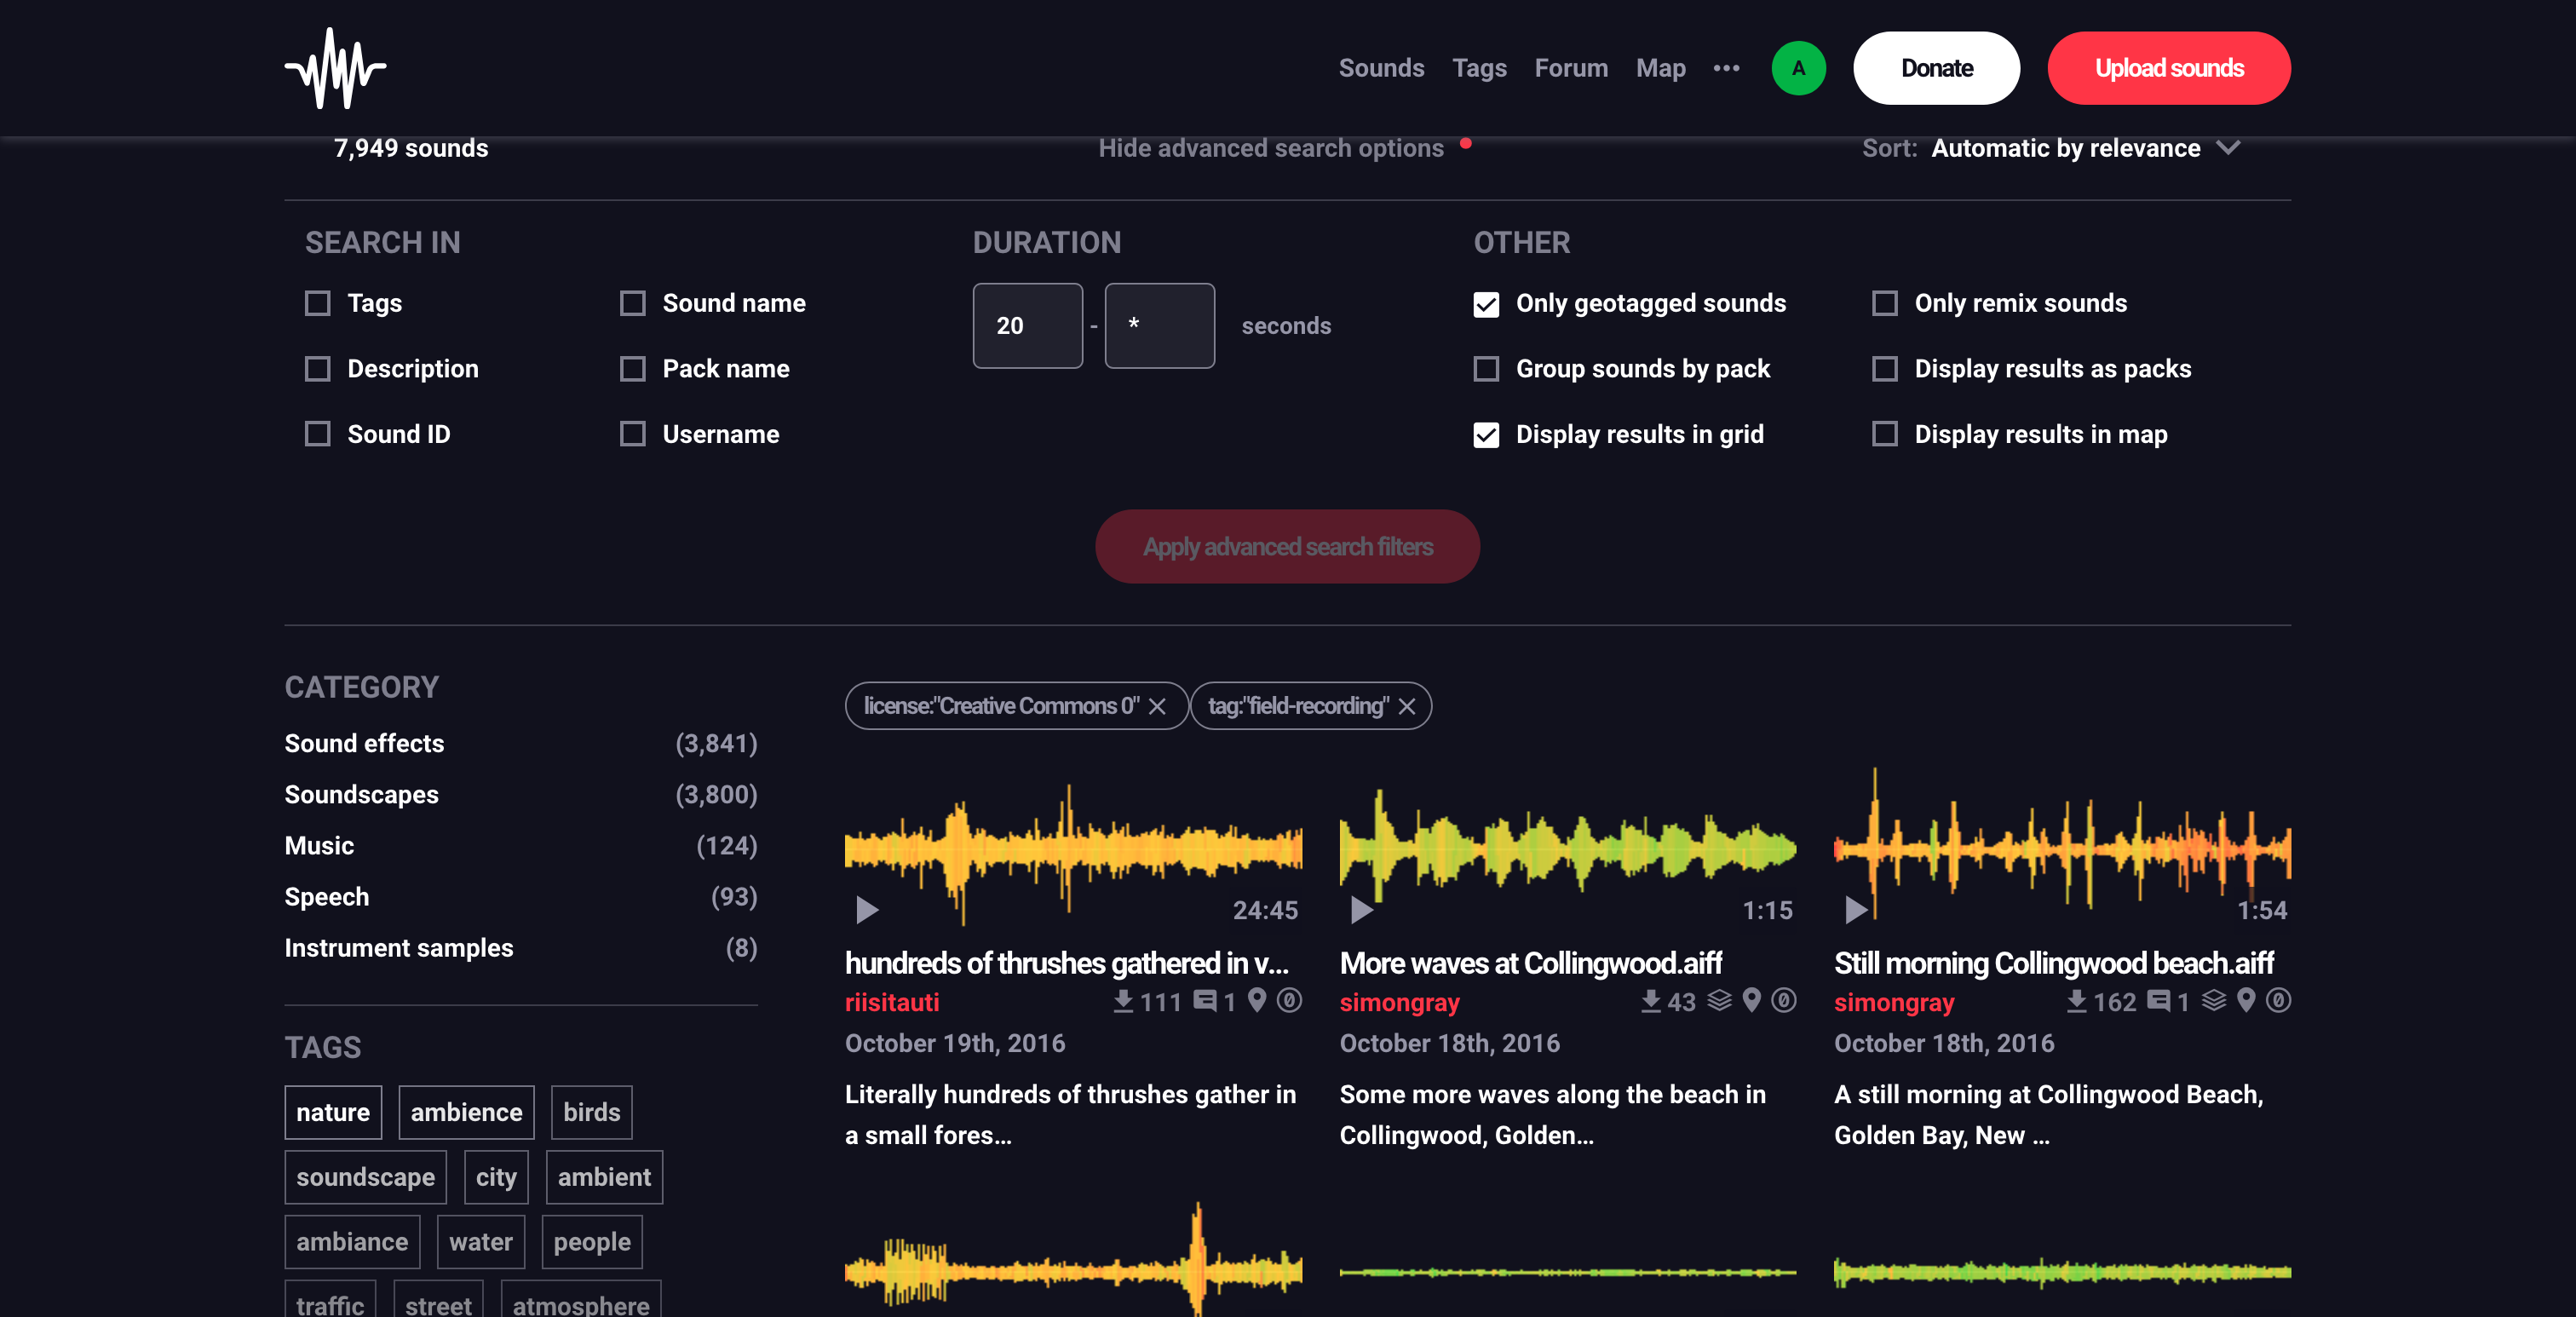 Sounds Tags Forum Map ••• A Donate Upload sounds
7,949 sounds Hide advanced search options Sort: Automatic by relevance
SEARCH IN
Tags Sound name
Description Pack name
Sound ID Username
DURATION
20 - * seconds
OTHER
Only geotagged sounds Only remix sounds
Group sounds by pack Display results as packs
Display results in grid Display results in map
Apply advanced search filters
CATEGORY
Sound effects (3,841)
Soundscapes (3,800)
Music (124)
Speech (93)
Instrument samples (8)
TAGS
nature ambience birds
soundscape city ambient
ambiance water people
traffic street atmosphere
license:"Creative Commons 0" tag:"field-recording"
24:45
hundreds of thrushes gathered in v...
riisitauti 111 1 0
October 19th, 2016
Literally hundreds of thrushes gather in
a small fores...
1:15
More waves at Collingwood.aiff
simongray 43 0
October 18th, 2016
Some more waves along the beach in
Collingwood, Golden...
1:54
Still morning Collingwood beach.aiff
simongray 162 1 0
October 18th, 2016
A still morning at Collingwood Beach,
Golden Bay, New ...